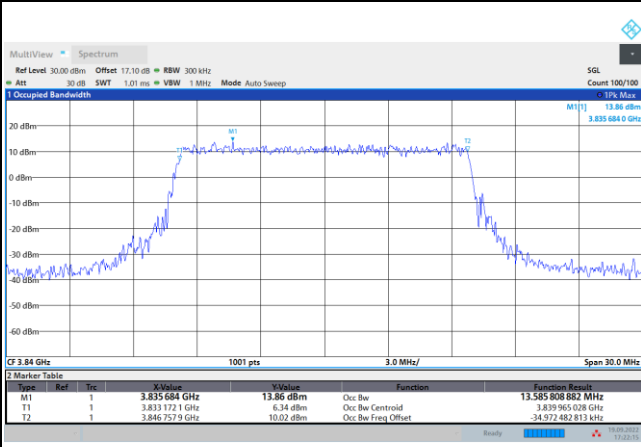 MultiView Spectrum
Ref Level 30.00 dBm Offset 17.10 dB RBW 300 kHz SGL
Att 30 dB SWT 1.01 ms VBW 1 MHz Mode Auto Sweep Count 100/100
1 Occupied Bandwidth 1Pk Max
M1[1] 13.86 dBm
3.835 684 0 GHz
M1
T1
T2
20 dBm
10 dBm
0 dBm
-10 dBm
-20 dBm
-30 dBm
-40 dBm
-50 dBm
-60 dBm
CF 3.84 GHz 1001 pts 3.0 MHz/ Span 30.0 MHz
2 Marker Table
Type Ref Trc X-Value Y-Value Function Function Result
M1 1 3.835 684 GHz 13.86 dBm Occ Bw 13.585 808 882 MHz
T1 1 3.833 172 1 GHz 6.34 dBm Occ Bw Centroid 3.839 965 028 GHz
T2 1 3.846 757 9 GHz 10.02 dBm Occ Bw Freq Offset -34.972 482 813 kHz
Ready 19.09.2023
13:22:15